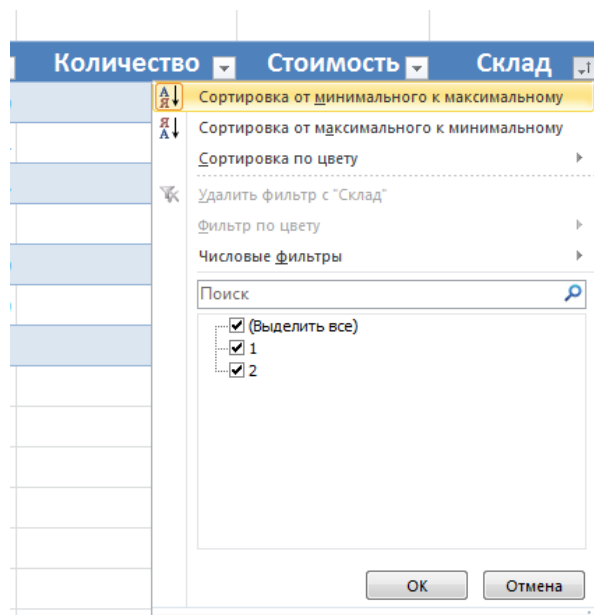 Количество Стоимость Склад
Сортировка от минимального к максимальному
Сортировка от максимального к минимальному
Сортировка по цвету
Удалить фильтр с "Склад"
Фильтр по цвету
Числовые фильтры
Поиск
(Выделить все)
1
2
ОК Отмена